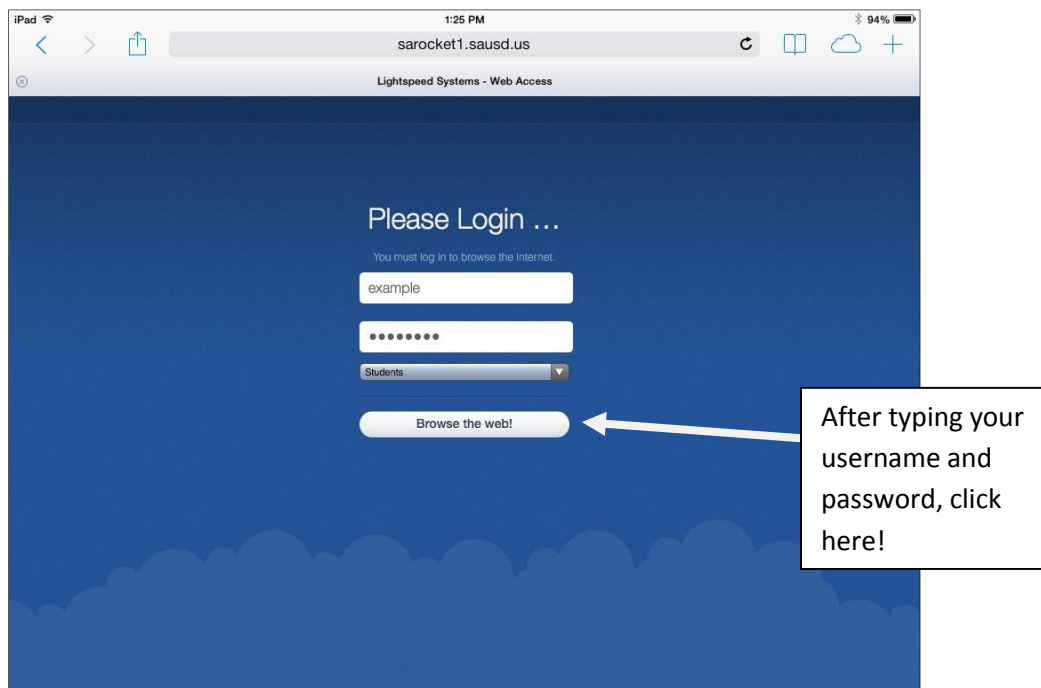 iPad 1:25 PM 94%
sarocket1.sausd.us
Lightspeed Systems - Web Access
Please Login ...
You must log in to browse the internet.
example
●●●●●●●●
Students
Browse the web!
After typing your
username and
password, click
here!